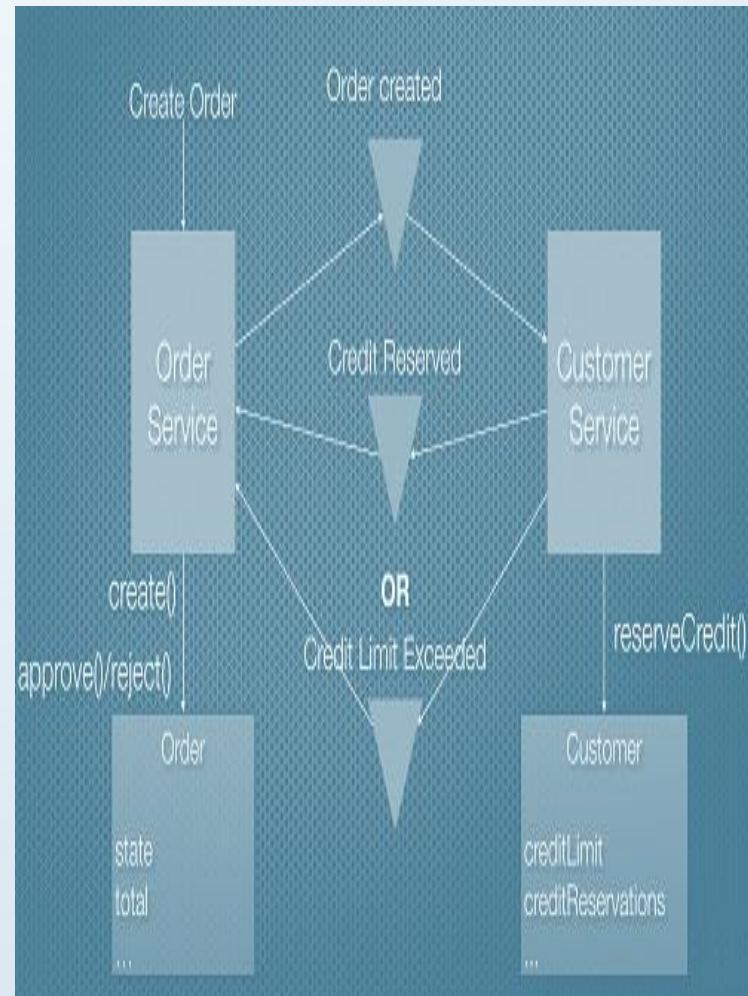 Create Order
Order created
Order
Service
Credit Reserved
Customer
Service
create()
OR
reserveCredit()
Credit Limit Exceeded
approve()/reject()
Order
state
total
...
Customer
creditLimit
creditReservations
...